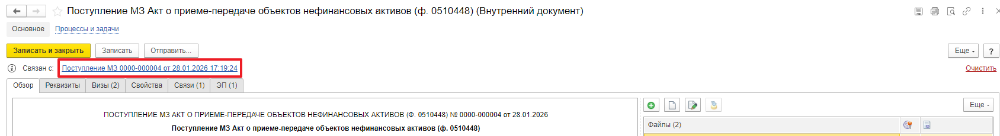 Поступление МЗ Акт о приеме-передаче объектов нефинансовых активов (ф. 0510448) (Внутренний документ)
Основное Процессы и задачи
Записать и закрыть Записать Отправить... Еще ?
Связан с: Поступление МЗ 0000-000004 от 28.01.2026 17:19:24 Очистить
Обзор Реквизиты Визы (2) Свойства Связи (1) ЭП (1)
ПОСТУПЛЕНИЕ МЗ АКТ О ПРИЕМЕ-ПЕРЕДАЧЕ ОБЪЕКТОВ НЕФИНАНСОВЫХ АКТИВОВ (Ф. 0510448) № 0000-000004 от 28.01.2026
Еще
Поступление МЗ Акт о приеме-передаче объектов нефинансовых активов (ф. 0510448)
Файлы (2)